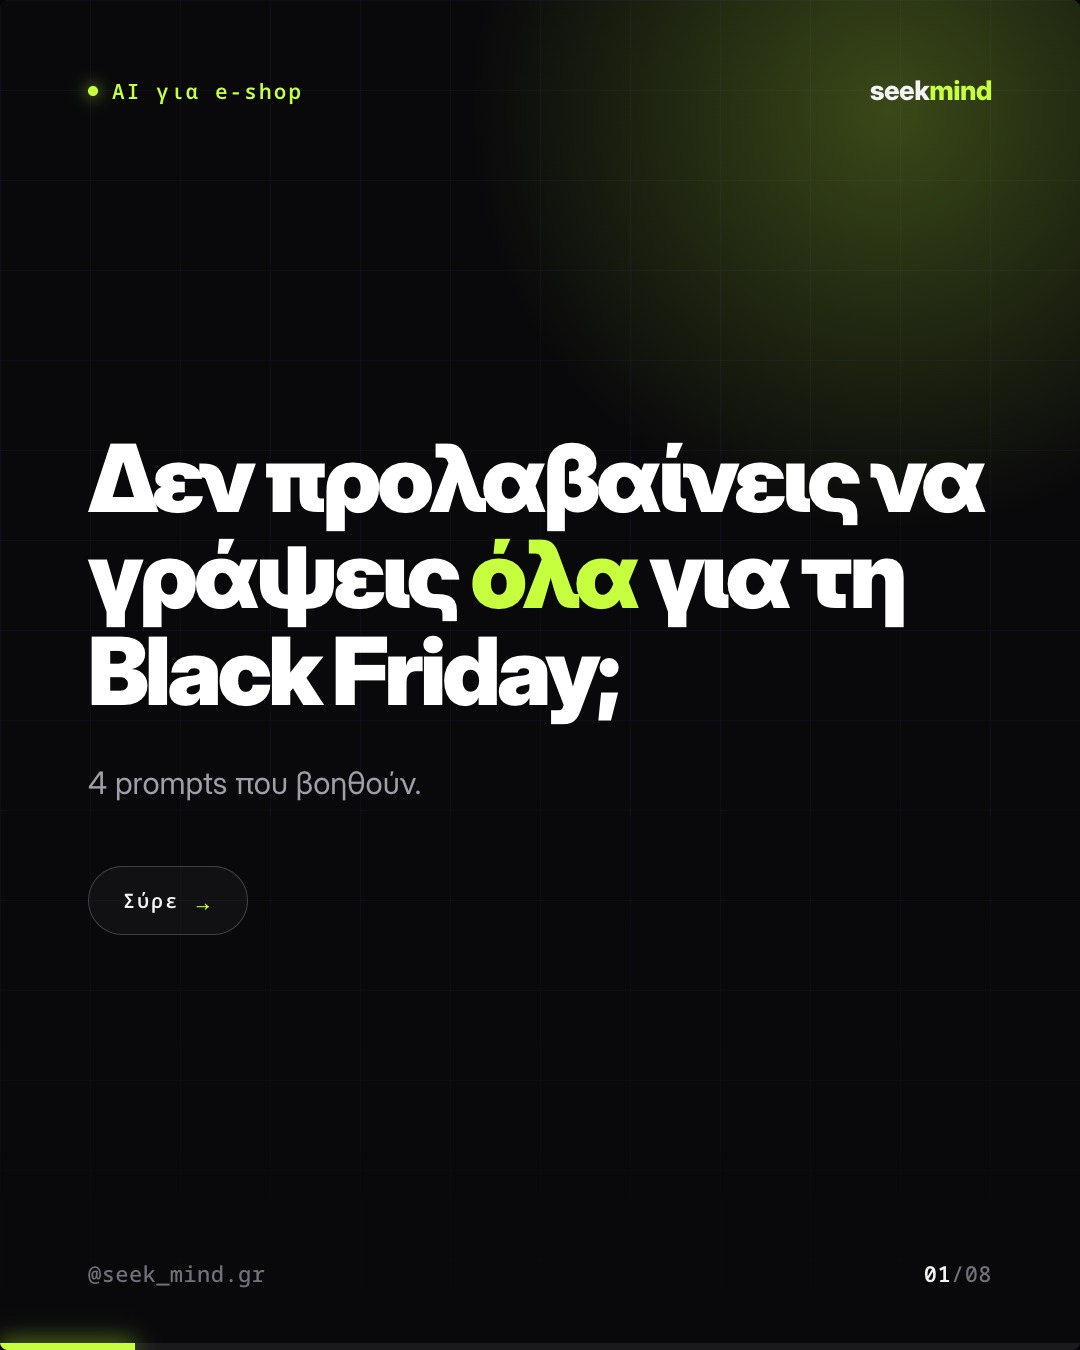 AI για e-shop
seekmind
Δεν προλαβαίνεις να
γράψεις όλα για τη
Black Friday;
4 prompts που βοηθούν.
Σύρε →
@seek_mind.gr
01/08